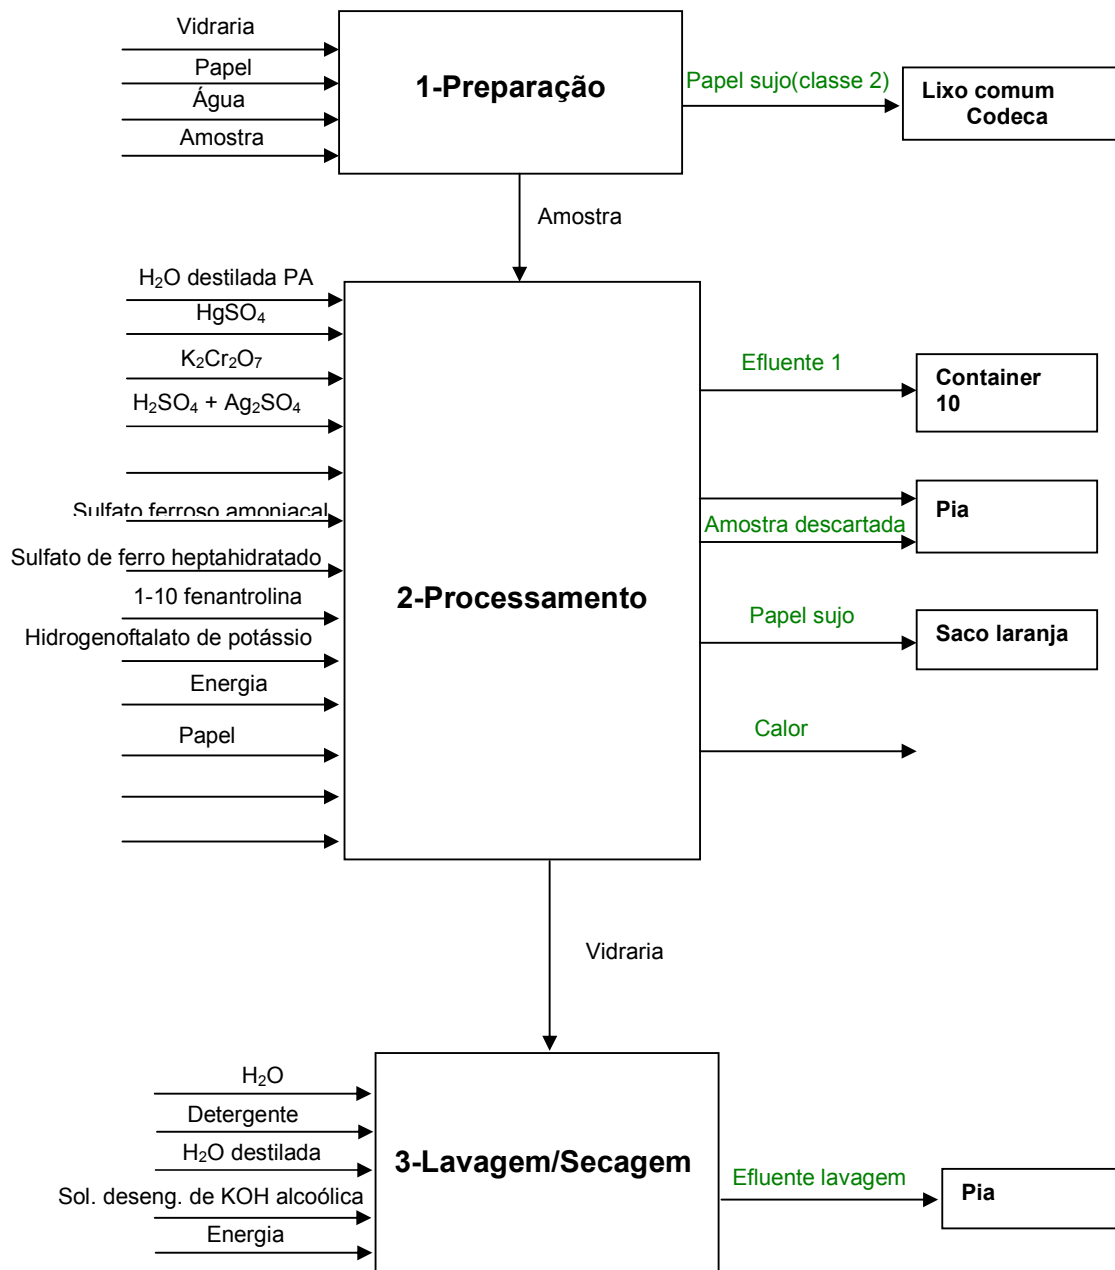 Vidraria
Papel
Água
Amostra
1-Preparação
Papel sujo(classe 2)
Lixo comum
Codeca
Amostra
H₂O destilada PA
HgSO₄
K₂Cr₂O₇
H₂SO₄ + Ag₂SO₄
Sulfato ferroso amoniacal
Sulfato de ferro heptahidratado
1-10 fenantrolina
Hidrogenoftalato de potássio
Energia
Papel
2-Processamento
Efluente 1
Container
10
Amostra descartada
Pia
Papel sujo
Saco laranja
Calor
Vidraria
H₂O
Detergente
H₂O destilada
Sol. deseng. de KOH alcoólica
Energia
3-Lavagem/Secagem
Efluente lavagem
Pia